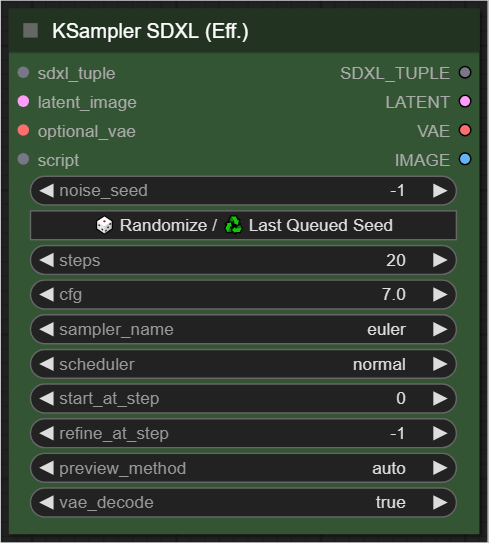 KSampler SDXL (Eff.)
sdxl_tuple SDXL_TUPLE
latent_image LATENT
optional_vae VAE
script IMAGE
noise_seed -1
🎲 Randomize / ♻️ Last Queued Seed
steps 20
cfg 7.0
sampler_name euler
scheduler normal
start_at_step 0
refine_at_step -1
preview_method auto
vae_decode true